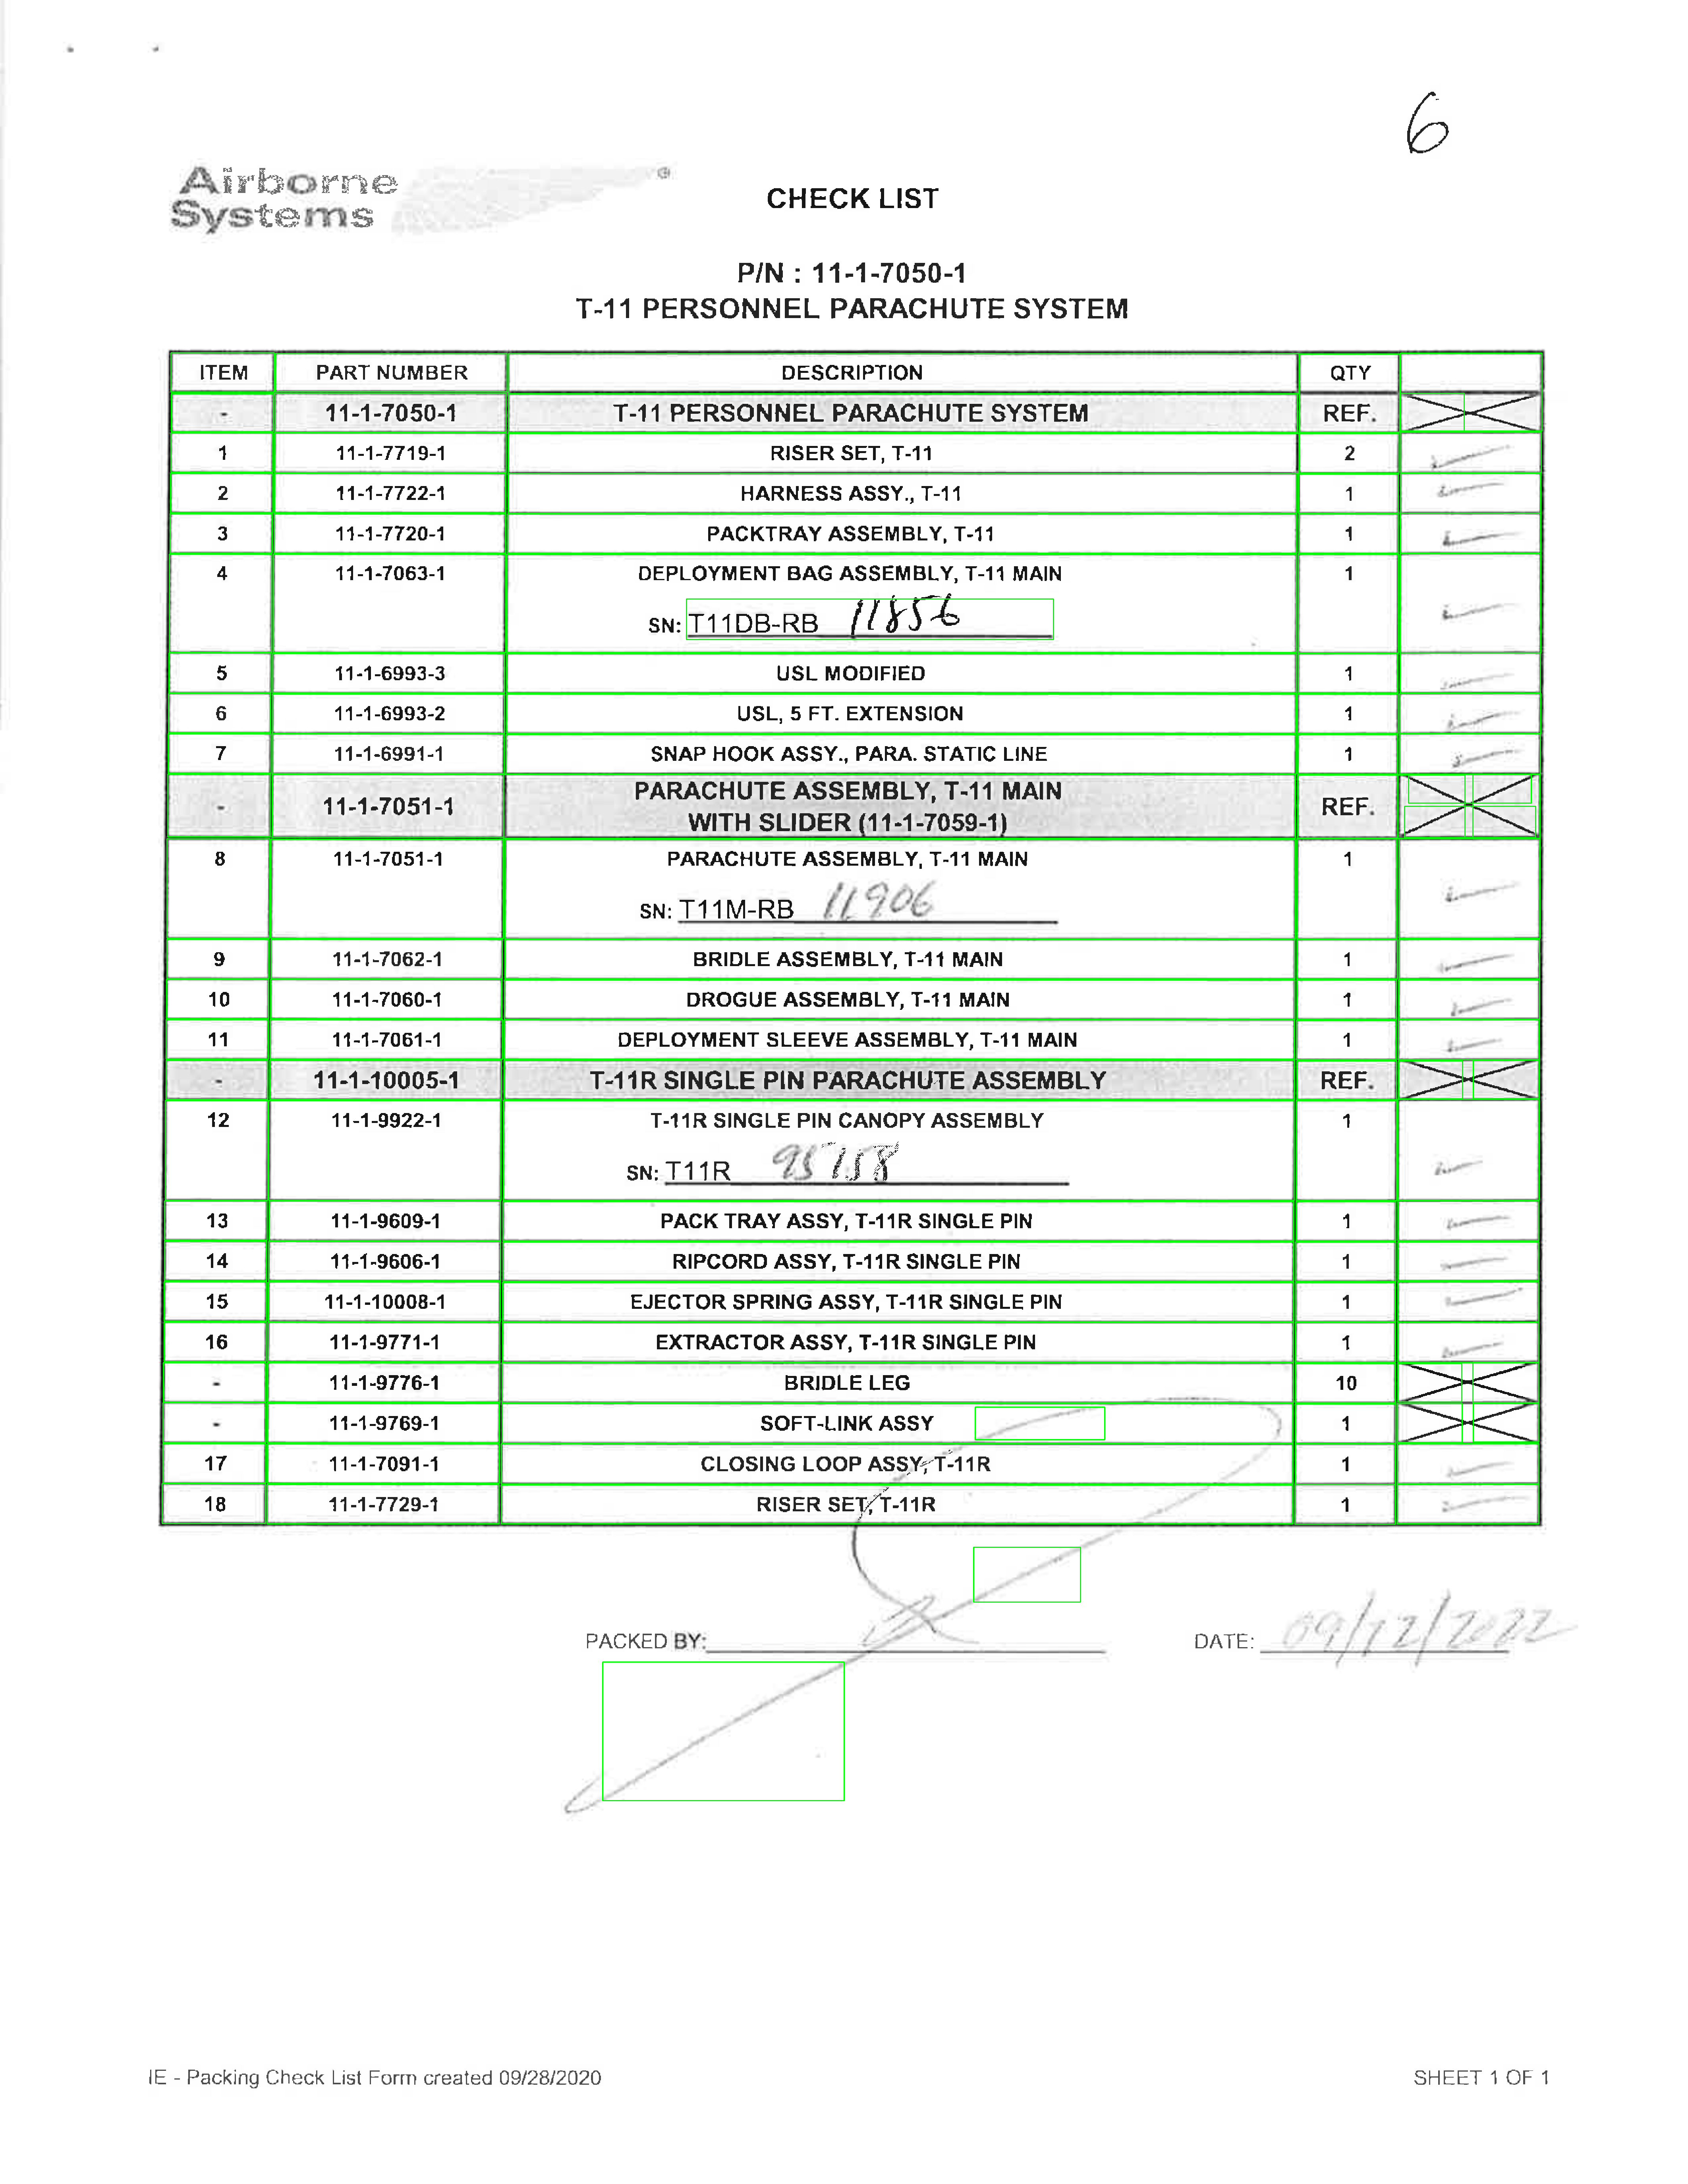 6
Airborne
Systems ®
CHECK LIST
P/N : 11-1-7050-1
T-11 PERSONNEL PARACHUTE SYSTEM
ITEM PART NUMBER DESCRIPTION QTY
- 11-1-7050-1 T-11 PERSONNEL PARACHUTE SYSTEM REF.
1 11-1-7719-1 RISER SET, T-11 2
2 11-1-7722-1 HARNESS ASSY., T-11 1
3 11-1-7720-1 PACKTRAY ASSEMBLY, T-11 1
4 11-1-7063-1 DEPLOYMENT BAG ASSEMBLY, T-11 MAIN 1
SN: T11DB-RB 11856
5 11-1-6993-3 USL MODIFIED 1
6 11-1-6993-2 USL, 5 FT. EXTENSION 1
7 11-1-6991-1 SNAP HOOK ASSY., PARA. STATIC LINE 1
- 11-1-7051-1 PARACHUTE ASSEMBLY, T-11 MAIN
WITH SLIDER (11-1-7059-1) REF.
8 11-1-7051-1 PARACHUTE ASSEMBLY, T-11 MAIN 1
SN: T11M-RB 11906
9 11-1-7062-1 BRIDLE ASSEMBLY, T-11 MAIN 1
10 11-1-7060-1 DROGUE ASSEMBLY, T-11 MAIN 1
11 11-1-7061-1 DEPLOYMENT SLEEVE ASSEMBLY, T-11 MAIN 1
- 11-1-10005-1 T-11R SINGLE PIN PARACHUTE ASSEMBLY REF.
12 11-1-9922-1 T-11R SINGLE PIN CANOPY ASSEMBLY 1
SN: T11R 95158
13 11-1-9609-1 PACK TRAY ASSY, T-11R SINGLE PIN 1
14 11-1-9606-1 RIPCORD ASSY, T-11R SINGLE PIN 1
15 11-1-10008-1 EJECTOR SPRING ASSY, T-11R SINGLE PIN 1
16 11-1-9771-1 EXTRACTOR ASSY, T-11R SINGLE PIN 1
- 11-1-9776-1 BRIDLE LEG 10
- 11-1-9769-1 SOFT-LINK ASSY 1
17 11-1-7091-1 CLOSING LOOP ASSY, T-11R 1
18 11-1-7729-1 RISER SET, T-11R 1
PACKED BY: DATE: 09/12/2022
IE - Packing Check List Form created 09/28/2020 SHEET 1 OF 1